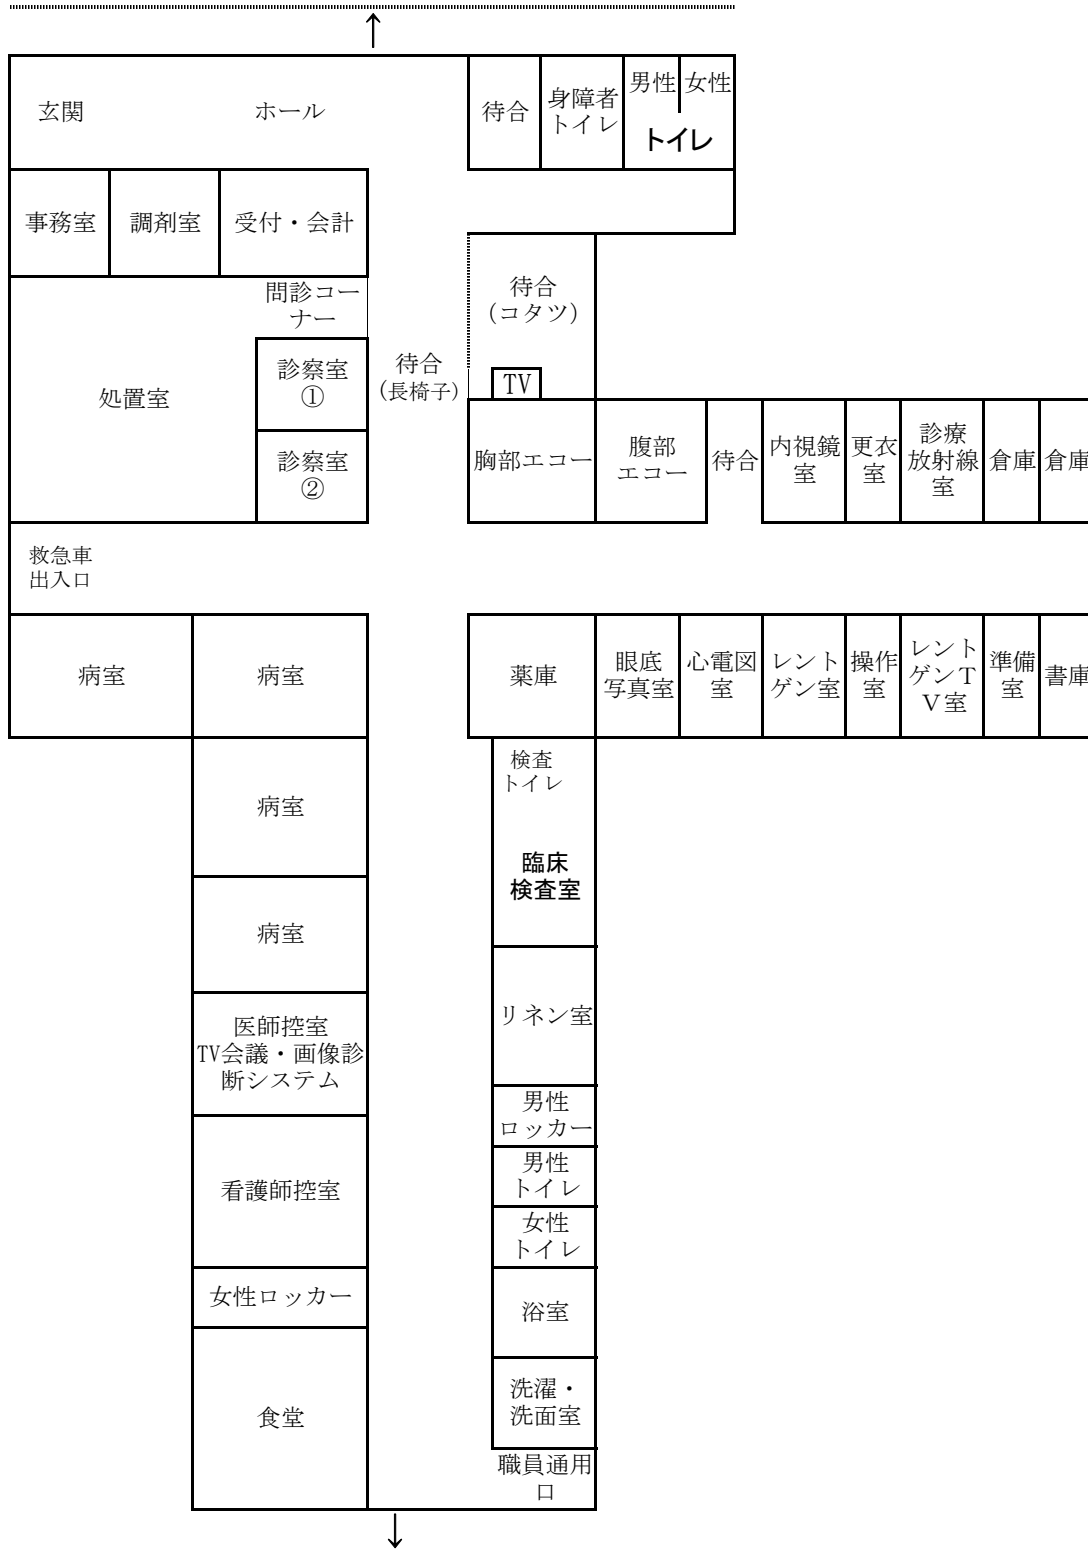 玄関
ホール
待合
身障者
トイレ
男性
女性
トイレ
事務室
調剤室
受付・会計
問診コー
ナー
待合
(コタツ)
診察室
①
待合
(長椅子)
TV
処置室
診察室
②
胸部エコー
腹部
エコー
待合
内視鏡
室
更衣
室
診療
放射線
室
倉庫
倉庫
救急車
出入口
病室
病室
薬庫
眼底
写真室
心電図
室
レント
ゲン室
操作
室
レント
ゲンT
V室
準備
室
書庫
検査
トイレ
病室
臨床
検査室
病室
リネン室
医師控室
TV会議・画像診
断システム
男性
ロッカー
男性
トイレ
看護師控室
女性
トイレ
女性ロッカー
浴室
洗濯・
洗面室
食堂
職員通用
口